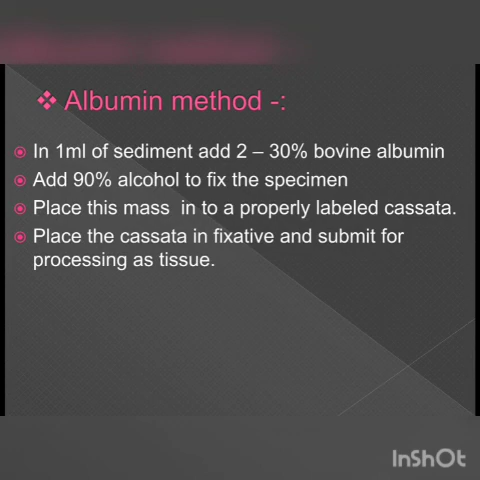 ❖ Albumin method -:
In 1ml of sediment add 2 – 30% bovine albumin
Add 90% alcohol to fix the specimen
Place this mass in to a properly labeled cassata.
Place the cassata in fixative and submit for
processing as tissue.
InShOt